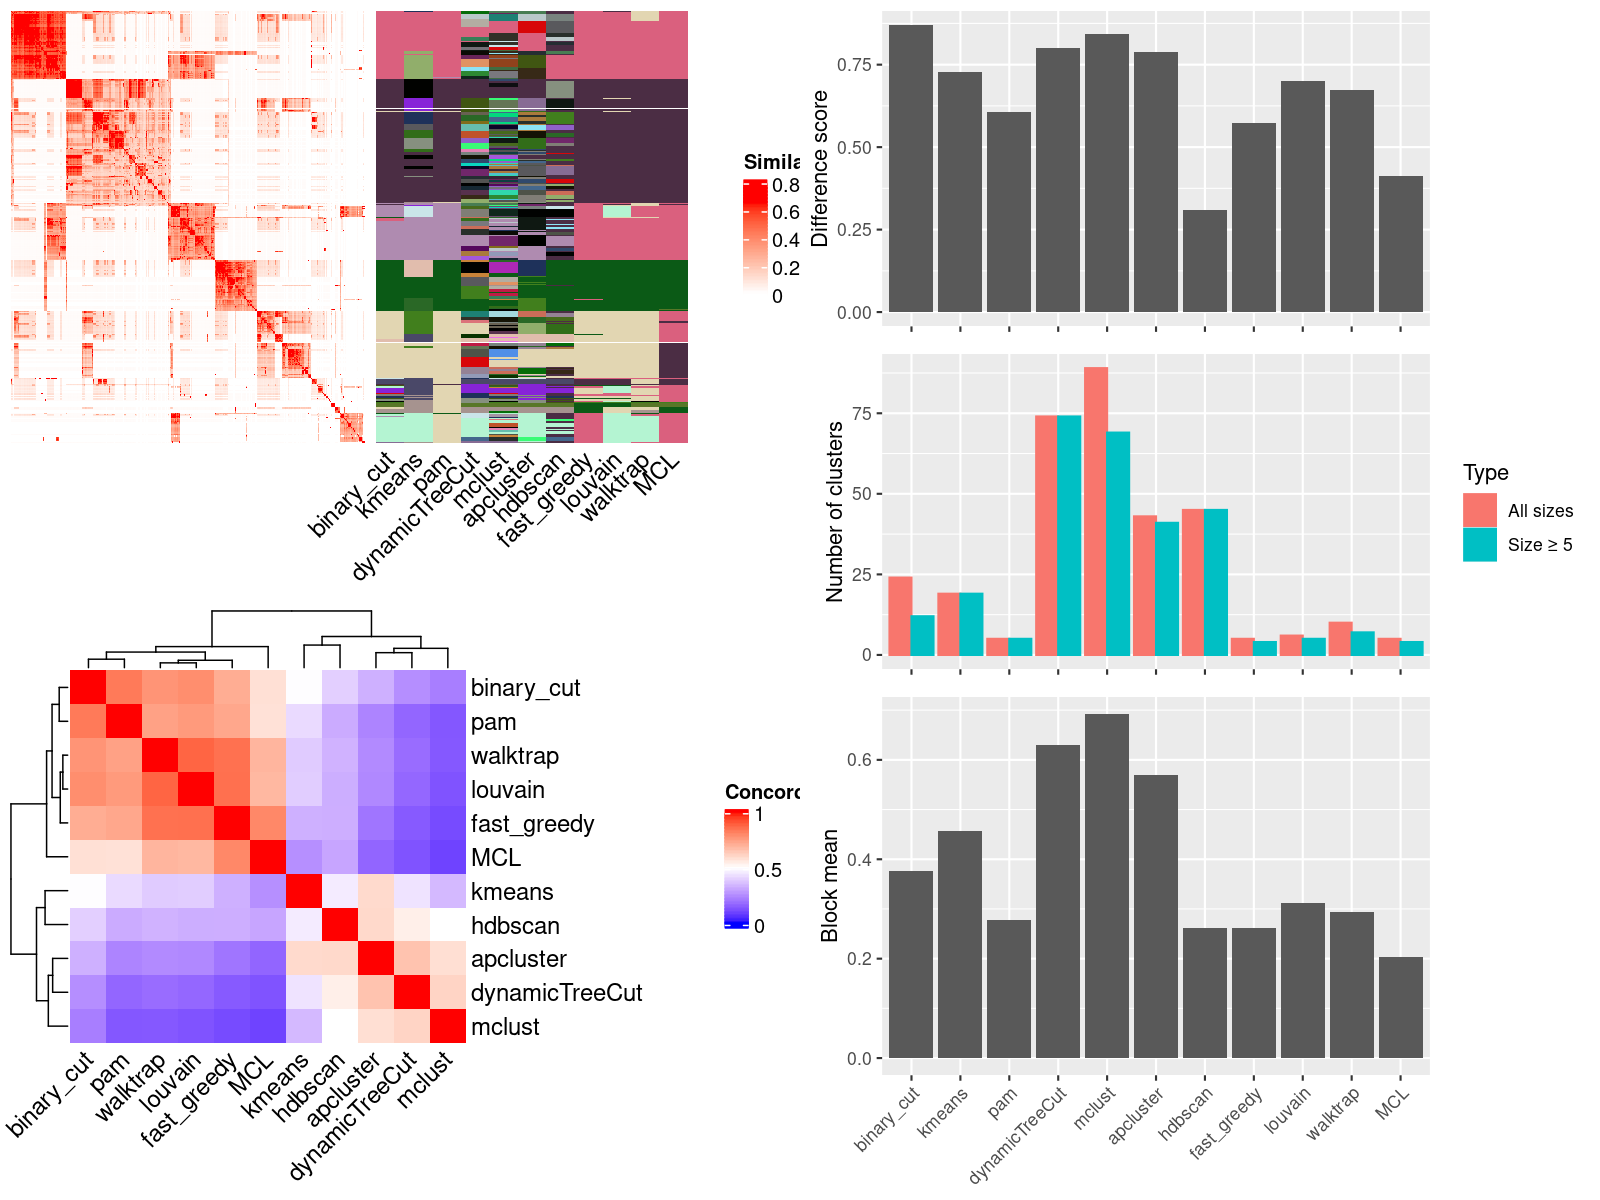 Simila
0.8
0.6
0.4
0.2
0
binary_cut
kmeans
pam
dynamicTreeCut
mclust
apcluster
hdbscan
fast_greedy
louvain
walktrap
MCL
Difference score
0.75
0.50
0.25
0.00
Number of clusters
75
50
25
0
Type
All sizes
Size ≥ 5
binary_cut
pam
walktrap
louvain
fast_greedy
MCL
kmeans
hdbscan
apcluster
dynamicTreeCut
mclust
binary_cut
pam
walktrap
louvain
fast_greedy
MCL
kmeans
hdbscan
apcluster
dynamicTreeCut
mclust
Concord
1
0.5
0
Block mean
0.6
0.4
0.2
0.0
binary_cut
kmeans
pam
dynamicTreeCut
mclust
apcluster
hdbscan
fast_greedy
louvain
walktrap
MCL